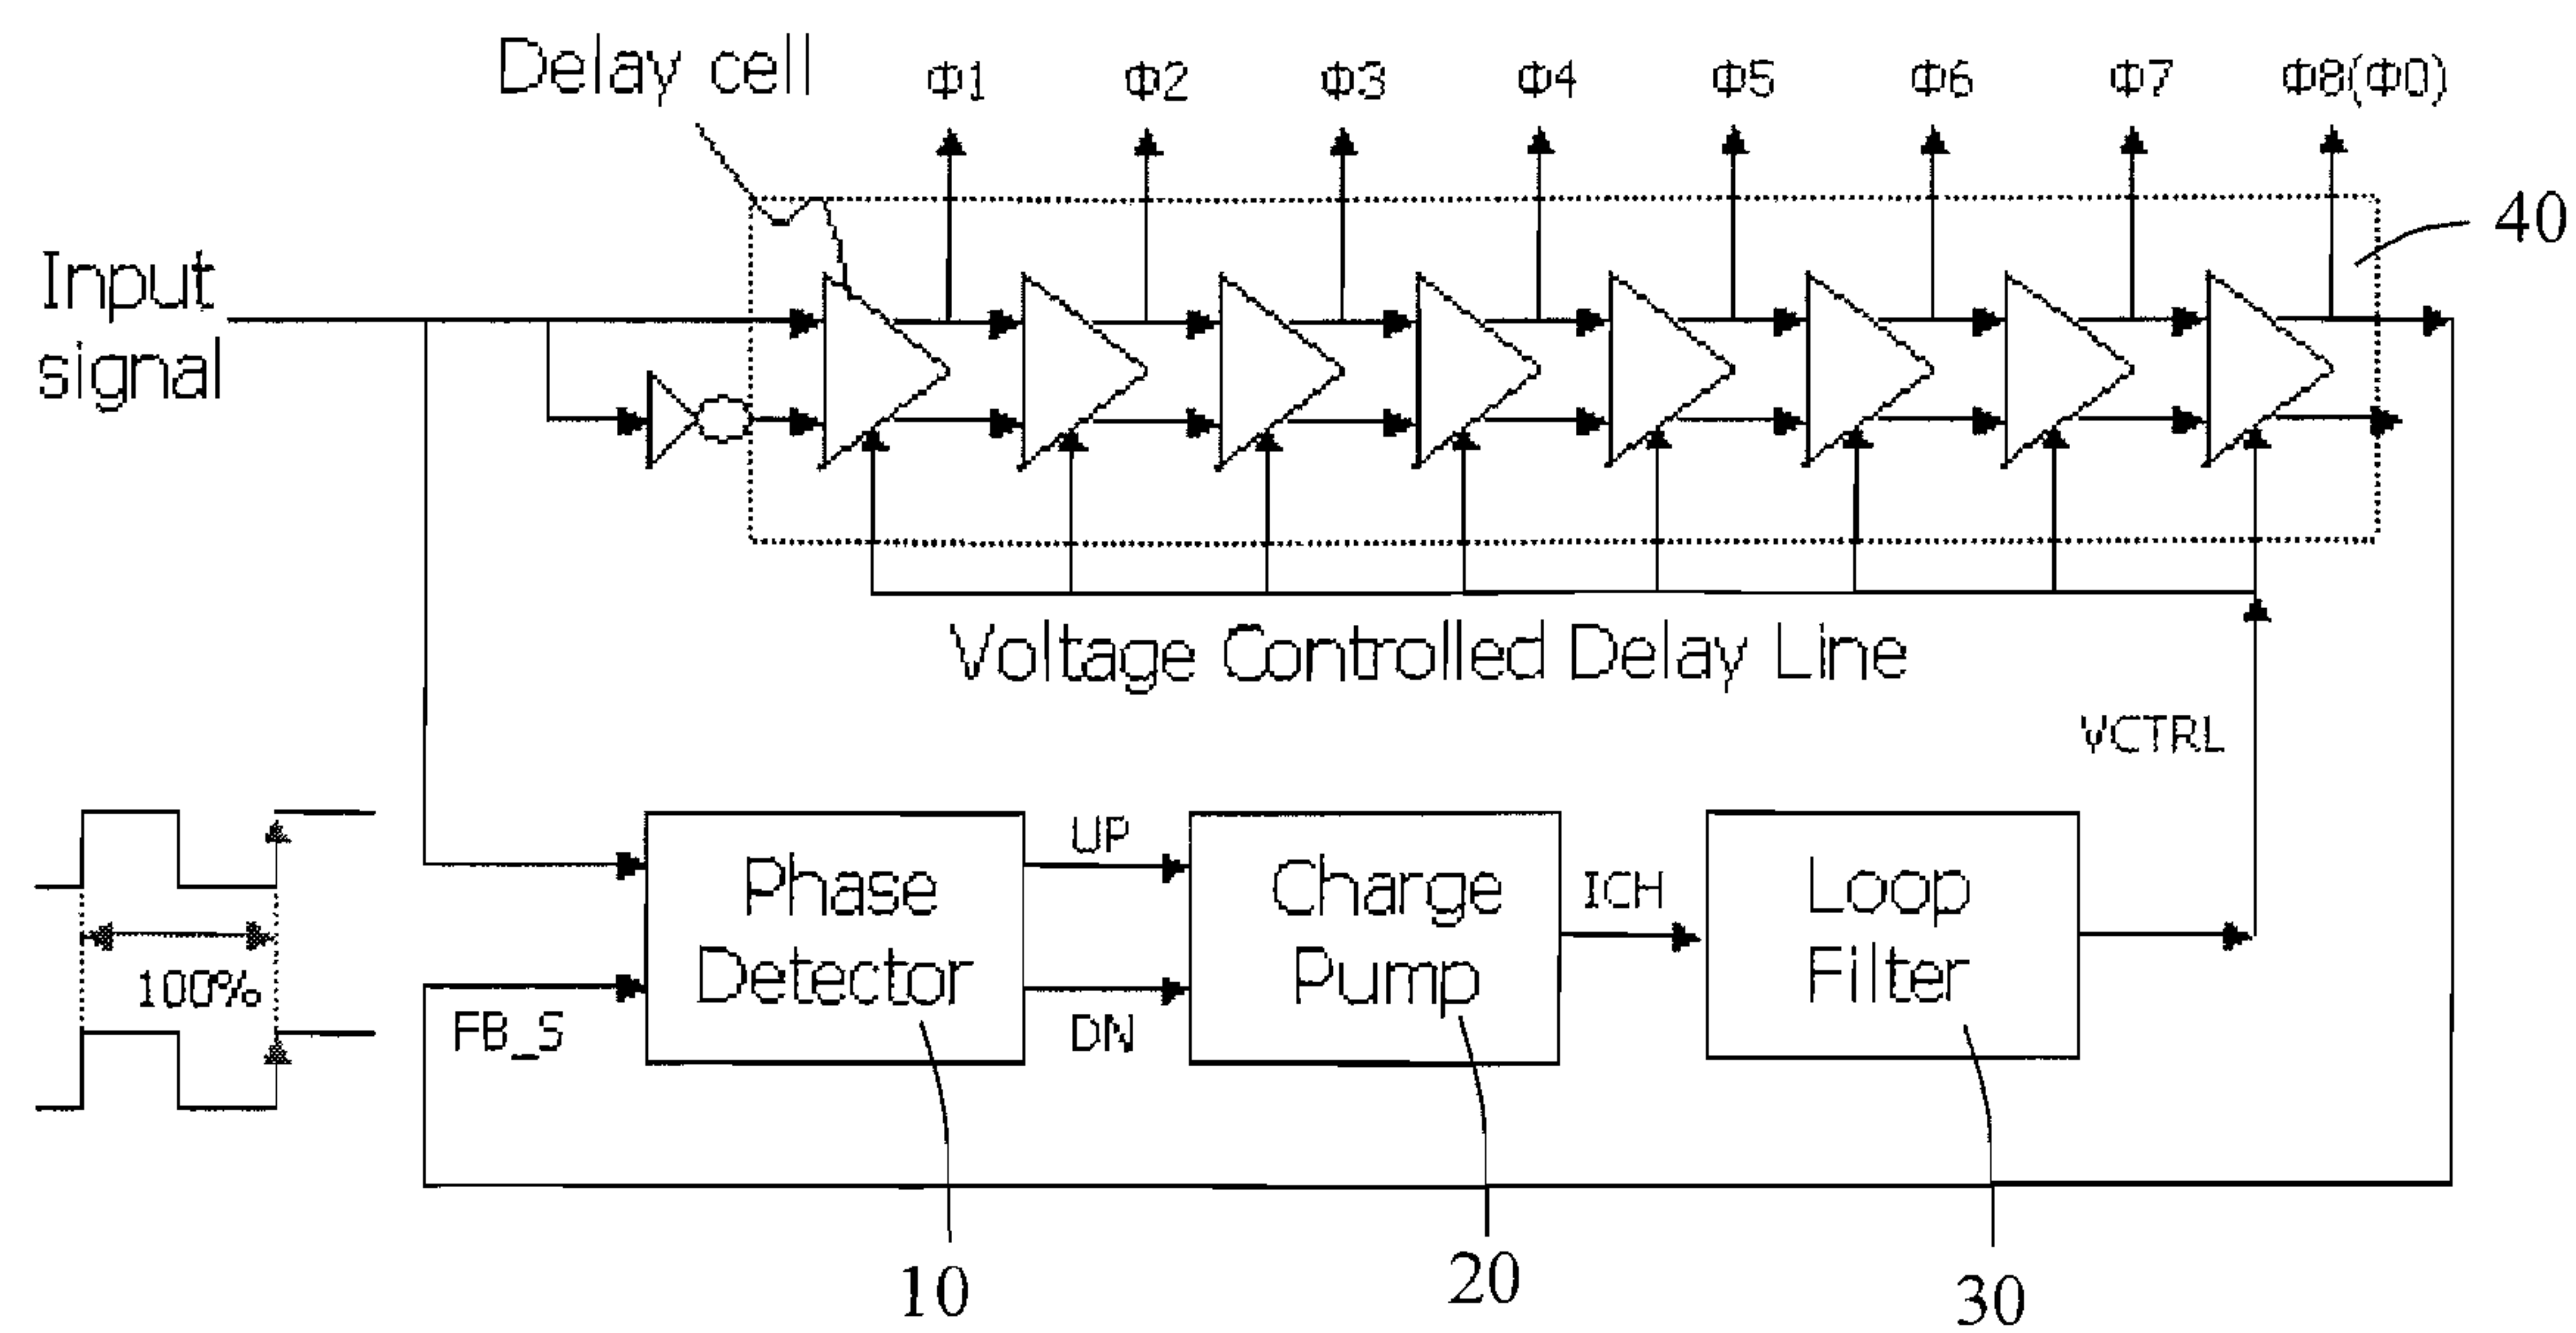 Delay cell
Φ1
Φ2
Φ3
Φ4
Φ5
Φ6
Φ7
Φ8(Φ0)
40
Input
signal
Voltage Controlled Delay Line
VCTRL
100%
FB_S
Phase
Detector
UP
DN
Charge
Pump
ICH
Loop
Filter
10
20
30